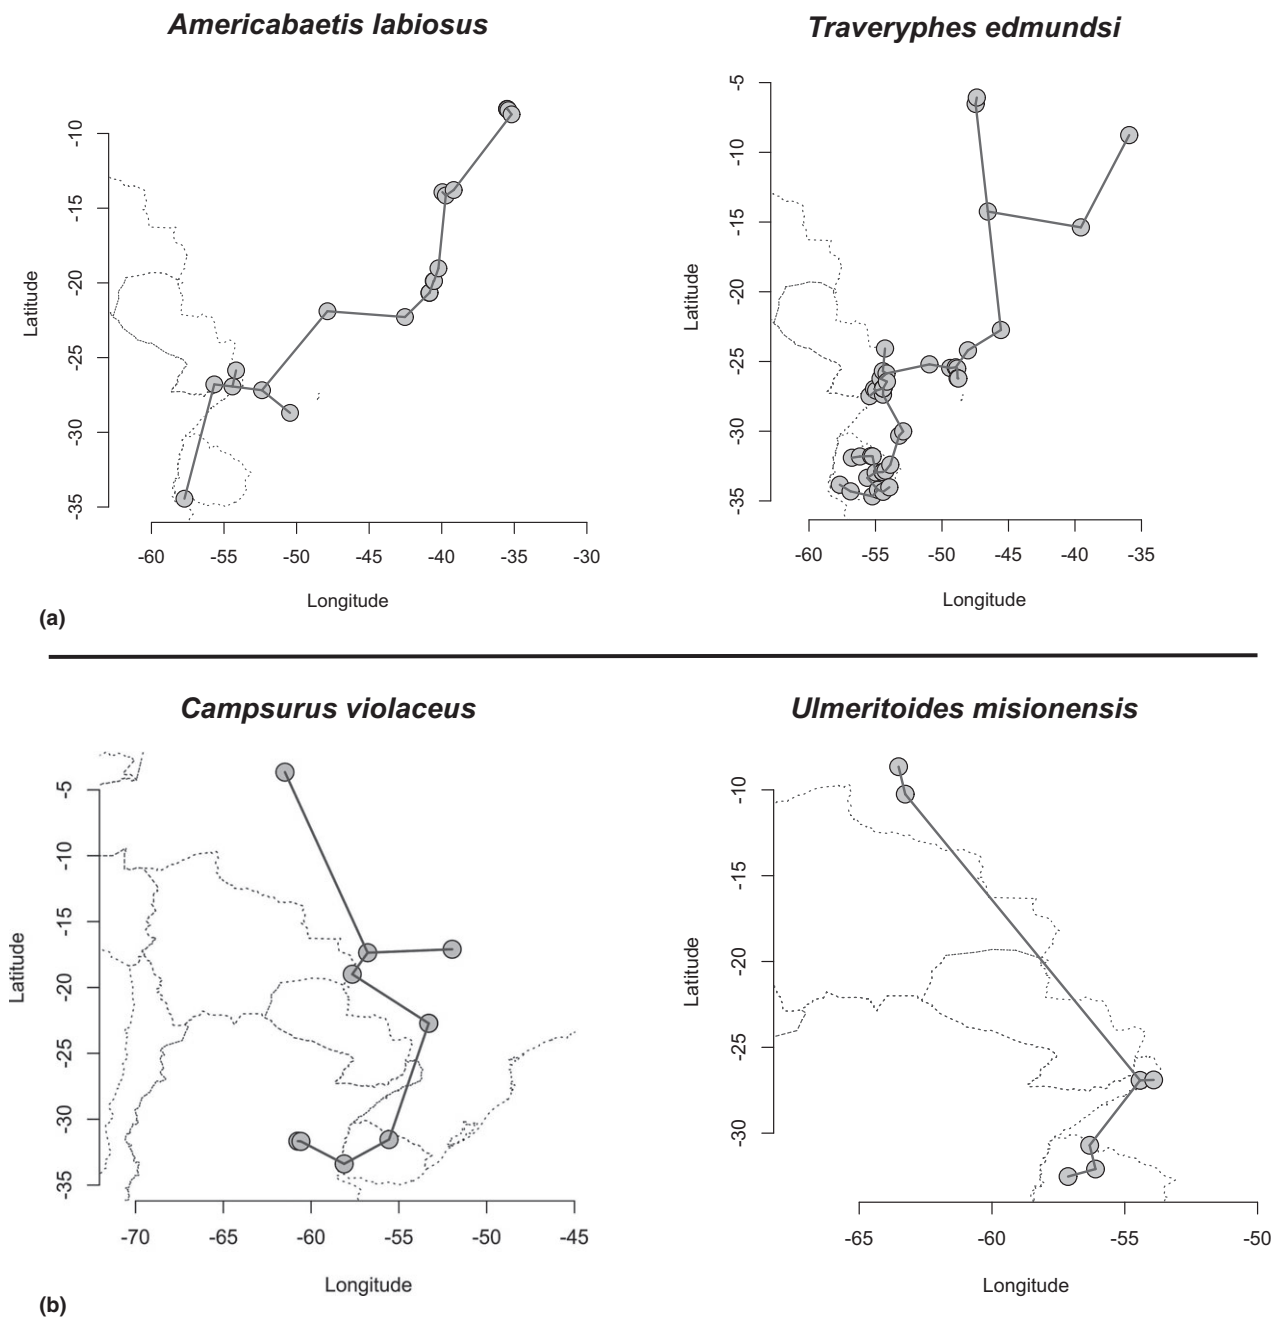 Americabaetis labiosus
Traveryphes edmundsi
Latitude
-10
-15
-20
-25
-30
-35
-60 -55 -50 -45 -40 -35 -30
Longitude
Latitude
-5
-10
-15
-20
-25
-30
-35
-60 -55 -50 -45 -40 -35
Longitude
(a)
Campsurus violaceus
Ulmeritoides misionensis
Latitude
-5
-10
-15
-20
-25
-30
-35
-70 -65 -60 -55 -50 -45
Longitude
Latitude
-10
-15
-20
-25
-30
-65 -60 -55 -50
Longitude
(b)